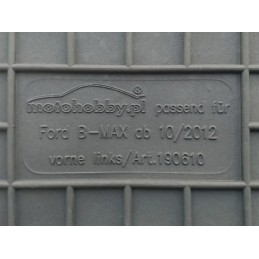 motohobby.pl passend für
Ford B-MAX ab 10/2012
vorne links/Art.190610